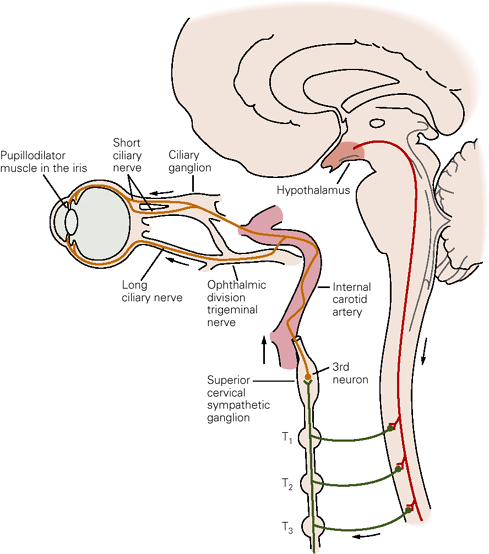 Pupillodilator
muscle in the iris
Short
ciliary
nerve
Ciliary
ganglion
Hypothalamus
Long
ciliary nerve
Ophthalmic
division
trigeminal
nerve
Internal
carotid
artery
3rd
neuron
Superior
cervical
sympathetic
ganglion
T1
T2
T3